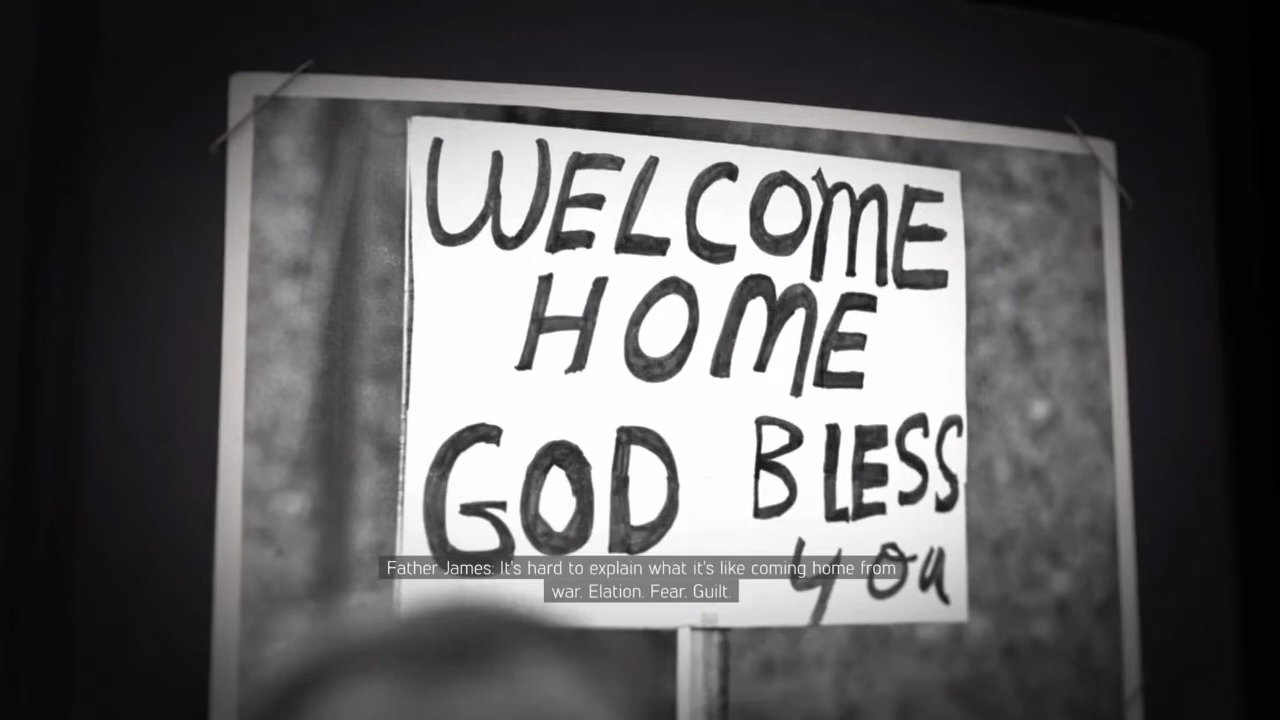 WELCOME
HOME
GOD BLESS
you
Father James: It's hard to explain what it's like coming home from
war. Elation. Fear. Guilt.